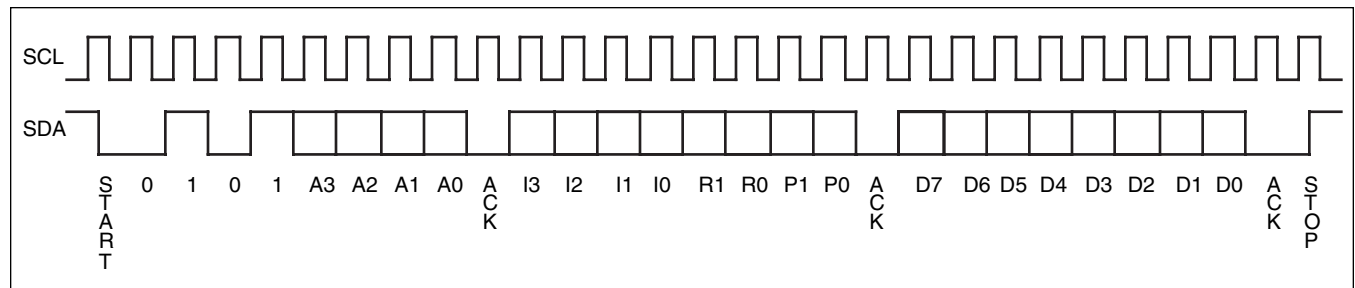 SCL
SDA
START 0 1 0 1 A3 A2 A1 A0 ACK I3 I2 I1 I0 R1 R0 P1 P0 ACK D7 D6 D5 D4 D3 D2 D1 D0 ACK STOP